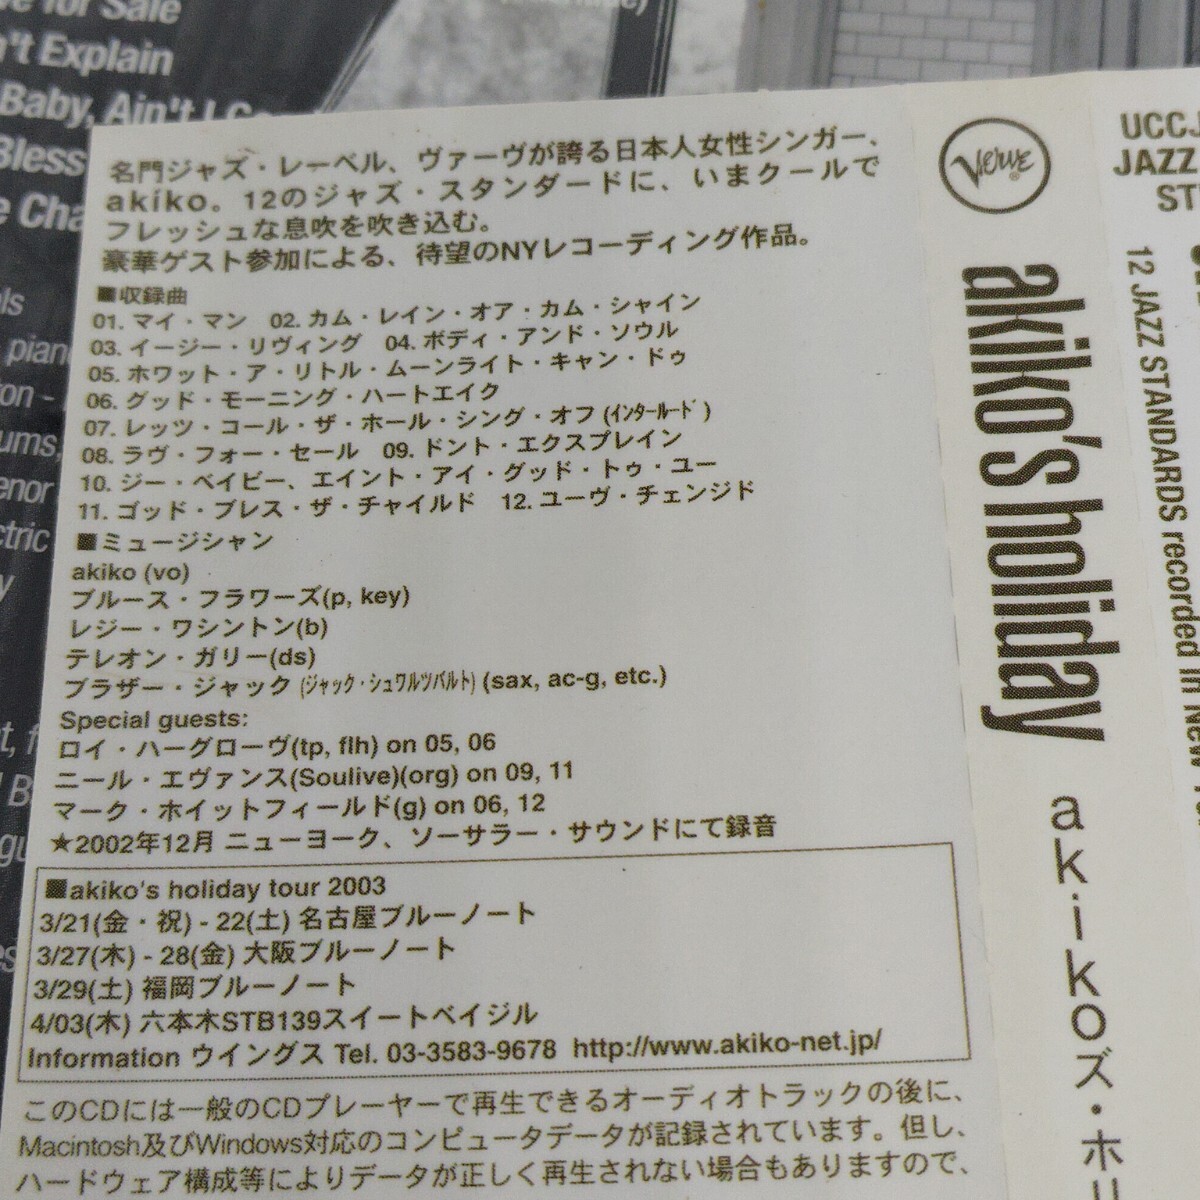 ve for Sale
n't Explain
Baby, Ain't I
Bless
e Cha
名門ジャズ・レーベル、ヴァーヴが誇る日本人女性シンガー、
akiko。12のジャズ・スタンダードに、いまクールで
フレッシュな息吹を吹き込む。
豪華ゲスト参加による、待望のNYレコーディング作品。
■収録曲
01. マイ・マン 02. カム・レイン・オア・カム・シャイン
03. イージー・リヴィング 04. ボディ・アンド・ソウル
05. ホワット・ア・リトル・ムーンライト・キャン・ドゥ
06. グッド・モーニング・ハートエイク
07. レッツ・コール・ザ・ホール・シング・オフ (インタールード)
08. ラヴ・フォー・セール 09. ドント・エクスプレイン
10. ジー・ベイビー、エイント・アイ・グッド・トゥ・ユー
11. ゴッド・ブレス・ザ・チャイルド 12. ユーヴ・チェンジド
■ミュージシャン
akiko (vo)
ブルース・フラワーズ(p, key)
レジー・ワシントン(b)
テレオン・ガリー(ds)
ブラザー・ジャック (ジャック・シュワルツバルト) (sax, ac-g, etc.)
Special guests:
ロイ・ハーグローヴ(tp, flh) on 05, 06
ニール・エヴァンス(Soulive)(org) on 09, 11
マーク・ホイットフィールド(g) on 06, 12
★2002年12月 ニューヨーク、ソーサラー・サウンドにて録音
■akiko's holiday tour 2003
3/21(金・祝) - 22(土) 名古屋ブルーノート
3/27(木) - 28(金) 大阪ブルーノート
3/29(土) 福岡ブルーノート
4/03(木) 六本木STB139スイートベイジル
Information ウイングス Tel. 03-3583-9678 http://www.akiko-net.jp/
このCDには一般のCDプレーヤーで再生できるオーディオトラックの後に、
Macintosh及びWindows対応のコンピュータデータが記録されています。但し、
ハードウェア構成等によりデータが正しく再生されない場合もありますので、
Verve
akiko's holiday
akikoズ・ホリ
UCCJ
JAZZ
ST
12 JAZZ STANDARDS recorded in New